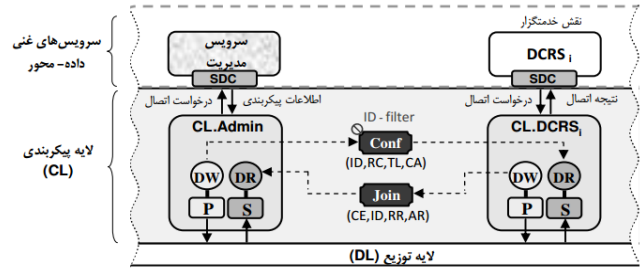 سرویس‌های غنی
داده-محور
سرویس
مدیریت
SDC
نقش خدمتگزار
DCRS i
SDC
درخواست اتصال
اطلاعات پیکربندی
درخواست اتصال
نتیجه اتصال
لایه پیکربندی
(CL)
CL.Admin
DW
DR
P
S
ID - filter
Conf
(ID,RC,TL,CA)
Join
(CE,ID,RR,AR)
CL.DCRSi
DW
DR
P
S
لایه توزیع (DL)